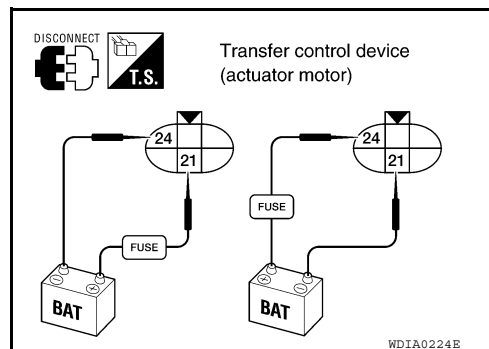 DISCONNECT
T.S.
Transfer control device
(actuator motor)
24
21
FUSE
BAT
24
21
FUSE
BAT
WDIA0224E